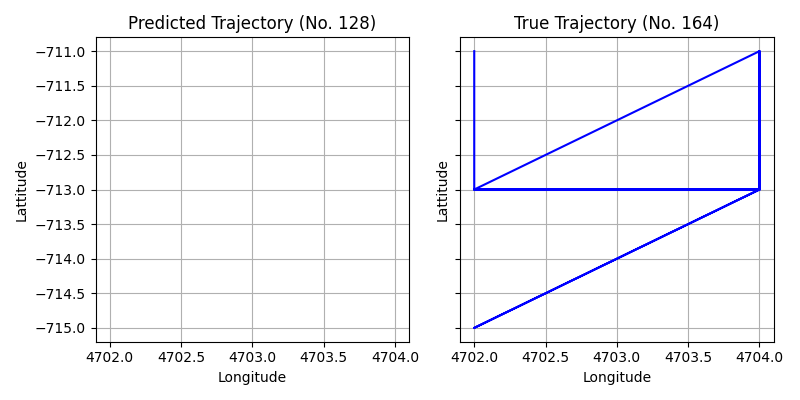 Predicted Trajectory (No. 128)
True Trajectory (No. 164)
−711.0
−711.5
−712.0
−712.5
−713.0
−713.5
−714.0
−714.5
−715.0
Lattitude
Lattitude
4702.0 4702.5 4703.0 4703.5 4704.0
4702.0 4702.5 4703.0 4703.5 4704.0
Longitude
Longitude